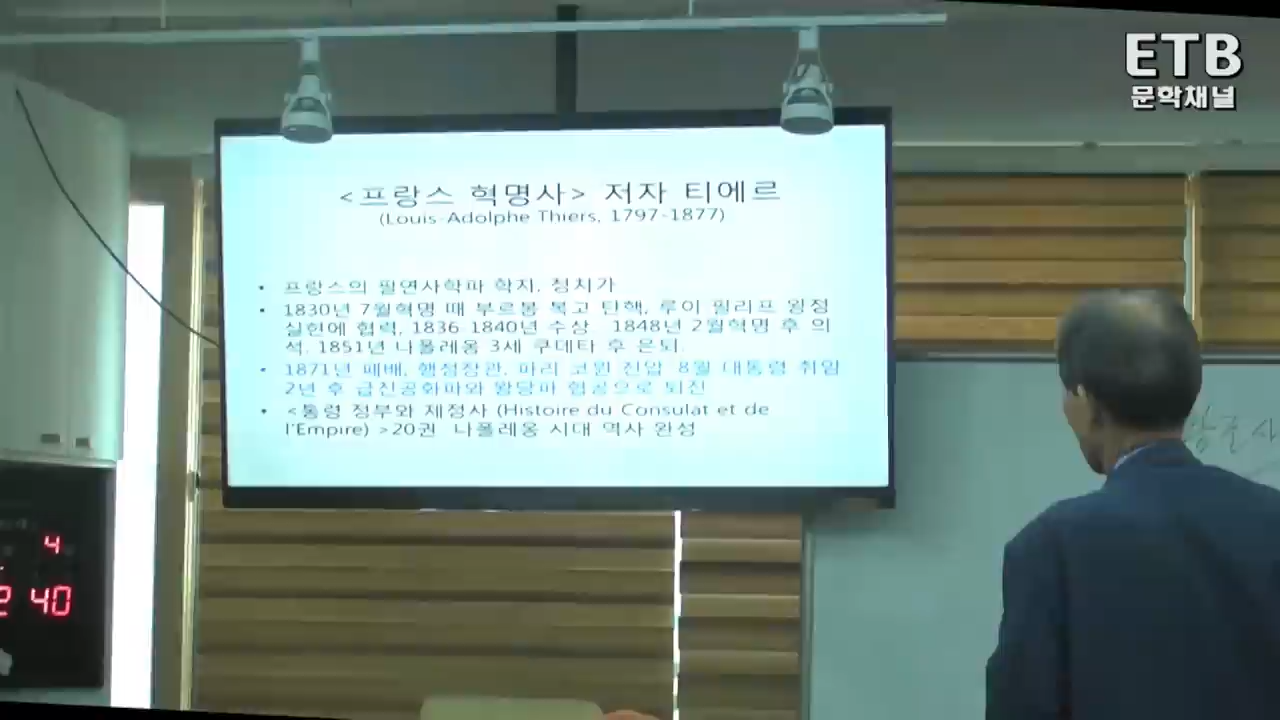 ETB
문학채널
<프랑스 혁명사> 저자 티에르
(Louis-Adolphe Thiers, 1797-1877)
• 프랑스의 필연사학파 학자, 정치가
• 1830년 7월혁명 때 부르봉 복고 탄핵, 루이 필리프 왕정
실현에 협력, 1836-1840년 수상. 1848년 2월혁명 후 의
석. 1851년 나폴레옹 3세 쿠데타 후 은퇴.
• 1871년 패배, 행정장관, 파리 코뮌 진압. 8월 대통령 취임
2년 후 급진공화파와 왕당파 협공으로 퇴진
• <통령 정부와 제정사 (Histoire du Consulat et de
l'Empire) >20권 나폴레옹 시대 역사 완성
4
2 40